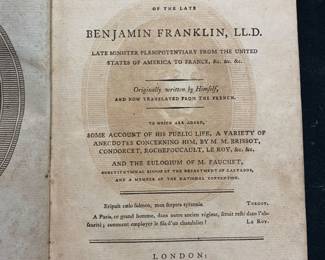 OF THE LATE
BENJAMIN FRANKLIN, LL.D.
LATE MINISTER PLENIPOTENTIARY FROM THE UNITED
STATES OF AMERICA TO FRANCE, &c. &c. &c.
Originally written by Himself,
AND NOW TRANSLATED FROM THE FRENCH.
TO WHICH ARE ADDED,
SOME ACCOUNT OF HIS PUBLIC LIFE, A VARIETY OF
ANECDOTES CONCERNING HIM, BY M. M. BRISSOT,
CONDORCET, ROCHEFOUCAULT, LE ROY, &c. &c.
AND THE EULOGIUM OF M. FAUCHET,
CONSTITUTIONAL BISHOP OF THE DEPARTMENT OF CALVADOS,
AND A MEMBER OF THE NATIONAL CONVENTION.
Eripuit cœlo fulmen, mox sceptra tyrannis. TURGOT.
A Paris, ce grand homme, dans notre ancien régime, seroit resté dans l'ob-
scurité; comment employer le fils d'un chandelier? LE ROY.
LONDON: